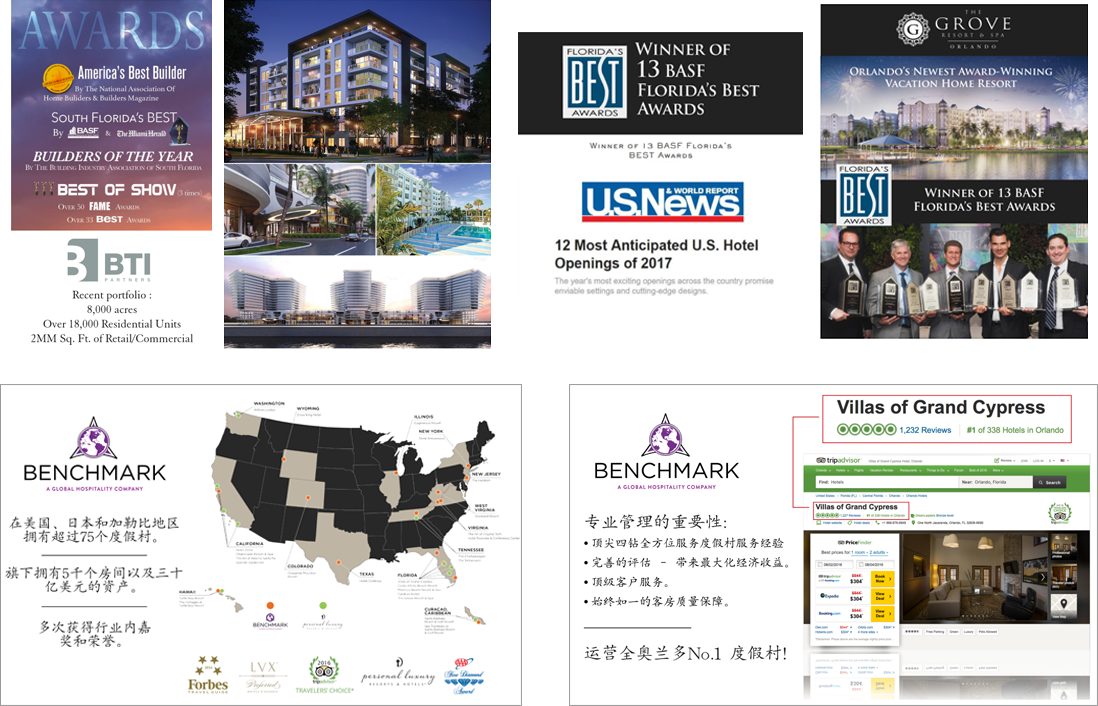 AWARDS
America's Best Builder
By The National Association Of
Home Builders & Builders Magazine
SOUTH FLORIDA'S BEST
By BASF & The Miami Herald
BUILDERS OF THE YEAR
BY THE BUILDING INDUSTRY ASSOCIATION OF SOUTH FLORIDA
BEST OF SHOW (3 times)
OVER 50 FAME AWARDS
OVER 33 BEST AWARDS
BTI
PARTNERS
Recent portfolio :
8,000 acres
Over 18,000 Residential Units
2MM Sq. Ft. of Retail/Commercial
FLORIDA'S
BEST
AWARDS
WINNER OF
13 BASF
FLORIDA'S BEST
AWARDS
WINNER OF 13 BASF FLORIDA'S
BEST AWARDS
U.S.News
& WORLD REPORT
12 Most Anticipated U.S. Hotel
Openings of 2017
The year's most exciting openings across the country promise
enviable settings and cutting-edge designs.
THE
GROVE
RESORT & SPA
ORLANDO
ORLANDO'S NEWEST AWARD-WINNING
VACATION HOME RESORT
FLORIDA'S
BEST
AWARDS
WINNER OF 13 BASF
FLORIDA'S BEST AWARDS
BENCHMARK
A GLOBAL HOSPITALITY COMPANY
在美国、日本和加勒比地区
拥有超过75个度假村。
旗下拥有5千个房间以及三十
亿美元的资产。
多次获得行业内嘉
奖和荣誉。
WASHINGTON
WYOMING
ILLINOIS
NEW YORK
NEW JERSEY
WEST
VIRGINIA
VIRGINIA
TENNESSEE
CALIFORNIA
COLORADO
TEXAS
FLORIDA
HAWAII
CURACAO,
CARIBBEAN
BENCHMARK
personal luxury
Forbes
TRAVEL GUIDE
LVX
Preferred
2016
tripadvisor
TRAVELERS' CHOICE
personal luxury
RESORTS & HOTELS
AAA
Four Diamond
Award
BENCHMARK
A GLOBAL HOSPITALITY COMPANY
专业管理的重要性:
• 顶尖四钻全方位服务度假村服务经验
• 完善的评估 – 带来最大化经济收益。
• 顶级客户服务。
• 始终如一的客房质量保障。
运营全奥兰多No.1 度假村!
Villas of Grand Cypress
1,232 Reviews #1 of 338 Hotels in Orlando
tripadvisor
Find: Hotels
Near: Orlando, Florida
Search
Villas of Grand Cypress
PriceFinder
Best prices for: 1 room - 2 adults
$304
Book Now
Expedia
$304
View Deal
Booking.com
$304
View Deal
Free Parking